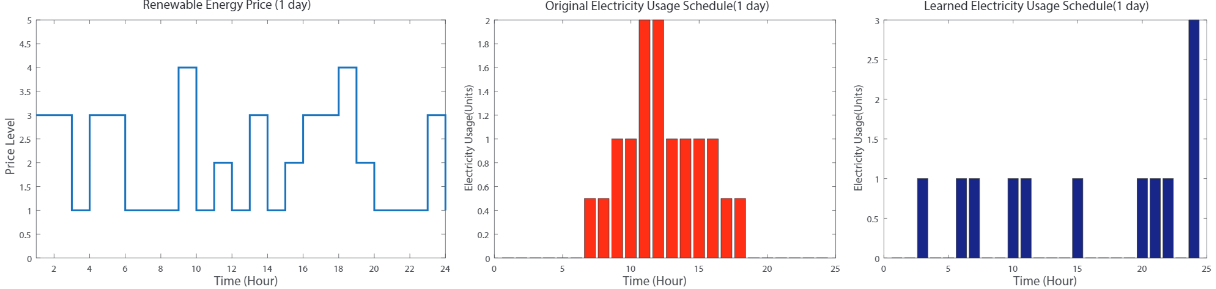 Renewable Energy Price (1 day)
5
4.5
4
3.5
3
2.5
2
1.5
1
0.5
0
Price Level
2 4 6 8 10 12 14 16 18 20 22 24
Time (Hour)
Original Electricity Usage Schedule(1 day)
2
1.8
1.6
1.4
1.2
1
0.8
0.6
0.4
0.2
0
Electricity Usage(Units)
0 5 10 15 20 25
Time (Hour)
Learned Electricity Usage Schedule(1 day)
3
2.5
2
1.5
1
0.5
0
Electricity Usage(Units)
0 5 10 15 20 25
Time (Hour)